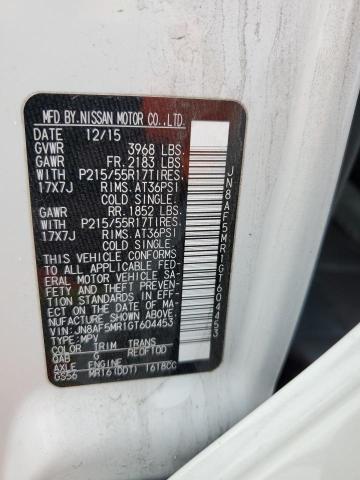 MFD.BY.NISSAN MOTOR CO.,LTD.
DATE 12/15
GVWR 3968 LBS.
GAWR FR. 2183 LBS.
WITH P215/55R17TIRES,
17X7J RIMS,AT36PSI
COLD SINGLE.
GAWR RR. 1852 LBS.
WITH P215/55R17TIRES,
17X7J RIMS,AT36PSI
COLD SINGLE.
THIS VEHICLE CONFORMS
TO ALL APPLICABLE FED-
ERAL MOTOR VEHICLE SA-
FETY AND THEFT PREVEN-
TION STANDARDS IN EFF-
ECT ON THE DATE OF MA-
NUFACTURE SHOWN ABOVE
VIN:JN8AF5MR1GT604453
TYPE:MPV
COLOR TRIM TRANS
QAB G RE0F10D
AXLE ENGINE
GS56 MR16(DDT) 1618CC
JN8AF5MR1GT604453